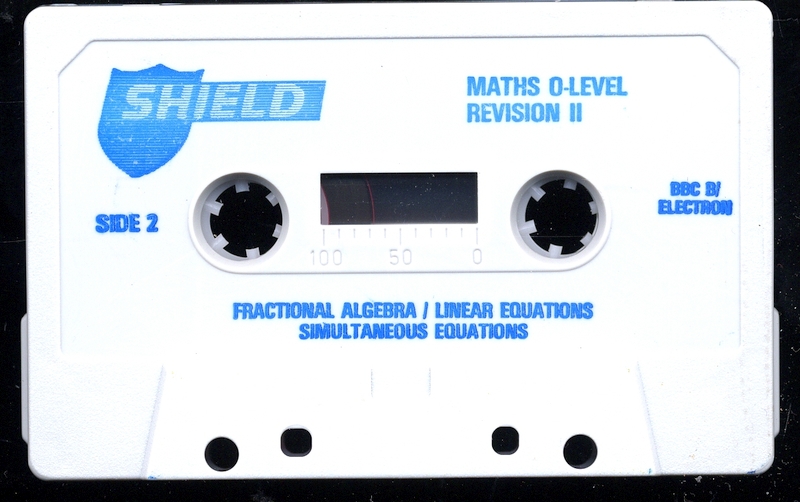 SHIELD
MATHS O-LEVEL
REVISION II
BBC B/
ELECTRON
SIDE 2
100 50 0
FRACTIONAL ALGEBRA / LINEAR EQUATIONS
SIMULTANEOUS EQUATIONS